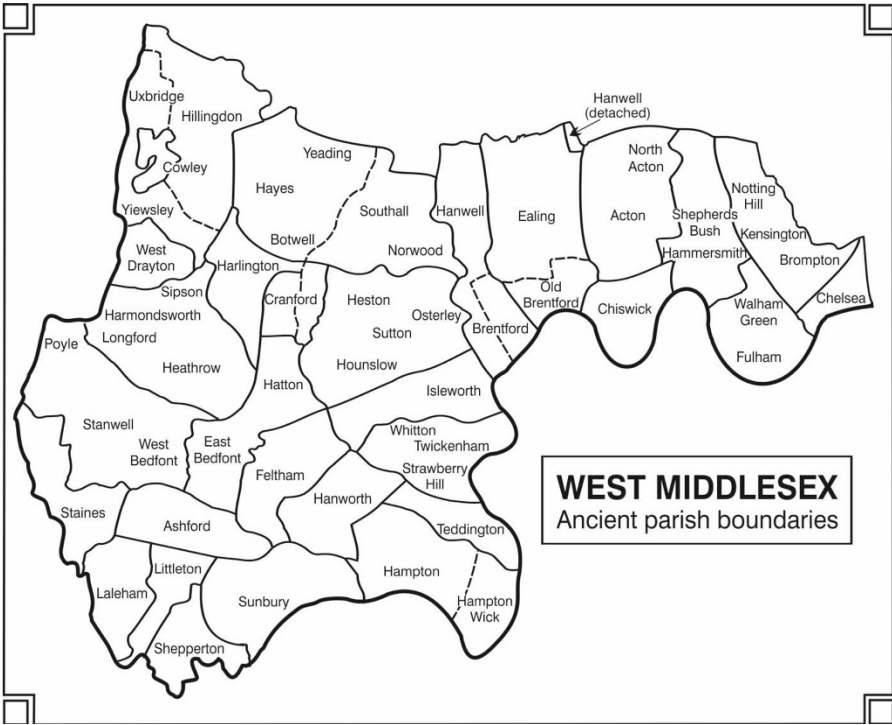 Hanwell
(detached)
Uxbridge
Hillingdon
North
Acton
Yeading
Cowley
Notting
Hill
Hayes
Yiewsley
Southall
Hanwell
Ealing
Acton
Shepherds
Bush
Kensington
Botwell
Norwood
West
Drayton
Hammersmith
Brompton
Harlington
Sipson
Cranford
Heston
Old
Brentford
Chiswick
Walham
Green
Chelsea
Harmondsworth
Longford
Osterley
Brentford
Sutton
Poyle
Fulham
Heathrow
Hounslow
Hatton
Isleworth
Stanwell
West
Bedfont
East
Bedfont
Whitton
Twickenham
Feltham
Strawberry
Hill
Hanworth
Staines
Ashford
Teddington
WEST MIDDLESEX
Ancient parish boundaries
Littleton
Laleham
Hampton
Sunbury
Hampton
Wick
Shepperton